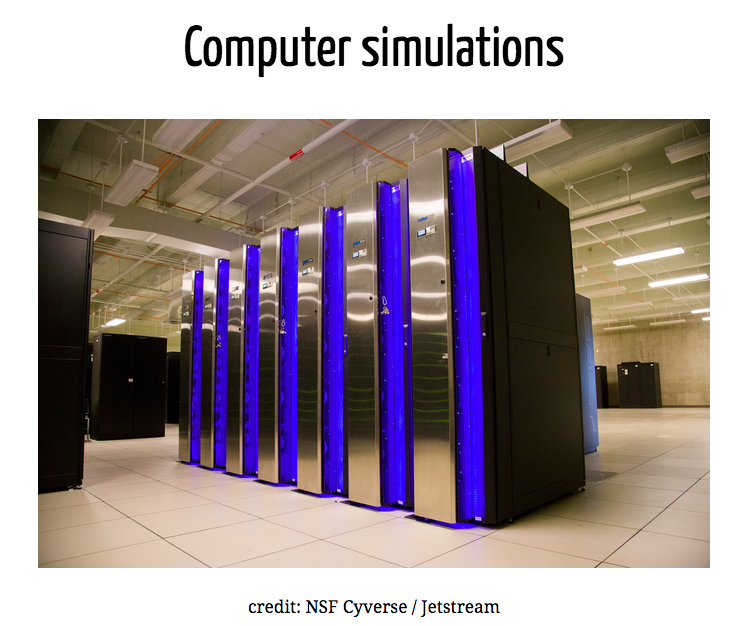 Computer simulations
credit: NSF Cyverse / Jetstream